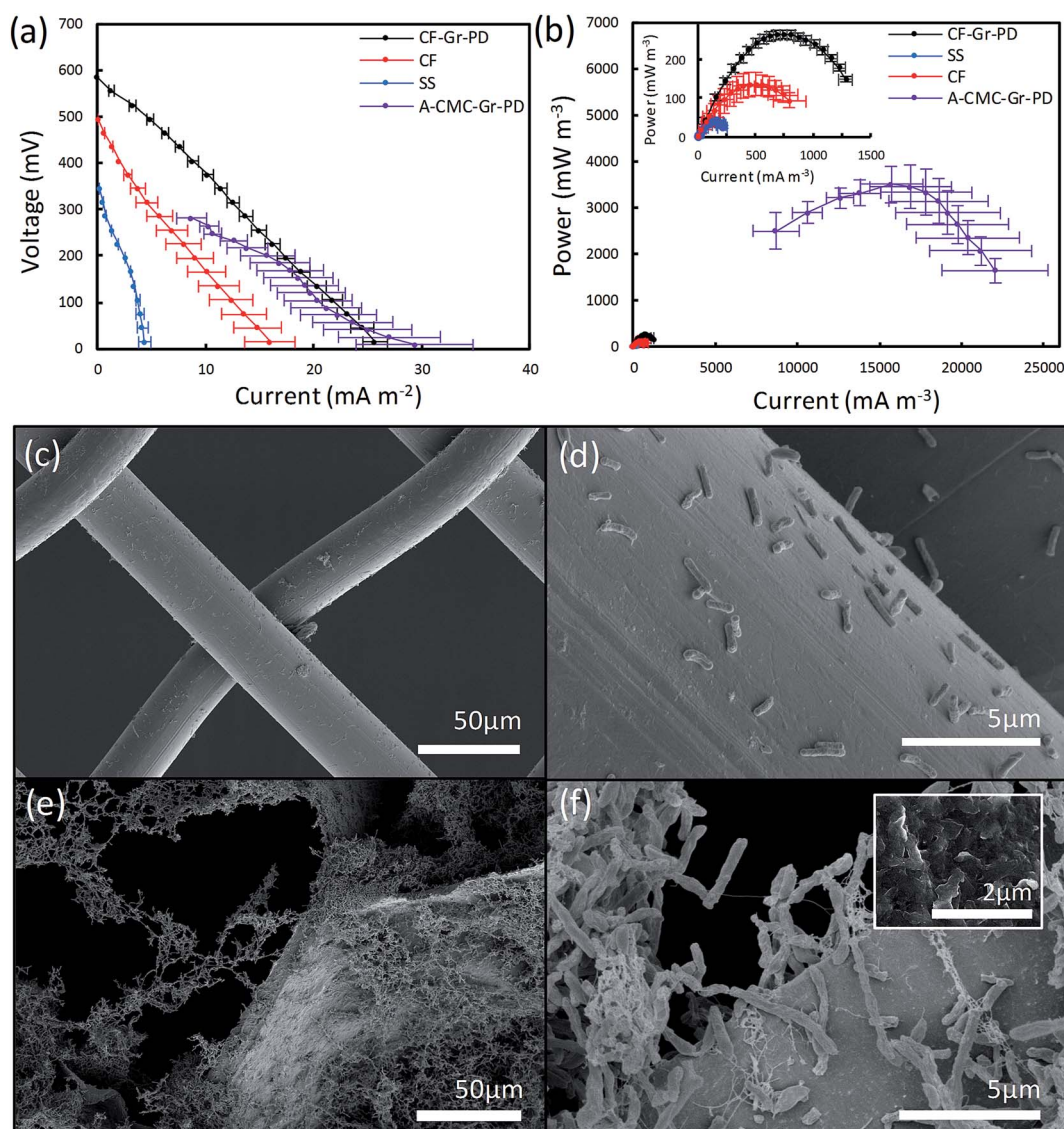 (a)
700
600
500
400
300
200
100
0
Voltage (mV)
0
10
20
30
40
Current (mA m⁻²)
CF-Gr-PD
CF
SS
A-CMC-Gr-PD
(b)
7000
6000
5000
4000
3000
2000
1000
0
Power (mW m⁻³)
0
5000
10000
15000
20000
25000
Current (mA m⁻³)
CF-Gr-PD
SS
CF
A-CMC-Gr-PD
200
100
0
Power (mW m⁻³)
0
500
1000
1500
Current (mA m⁻³)
(c)
50μm
(d)
5μm
(e)
50μm
(f)
2μm
5μm